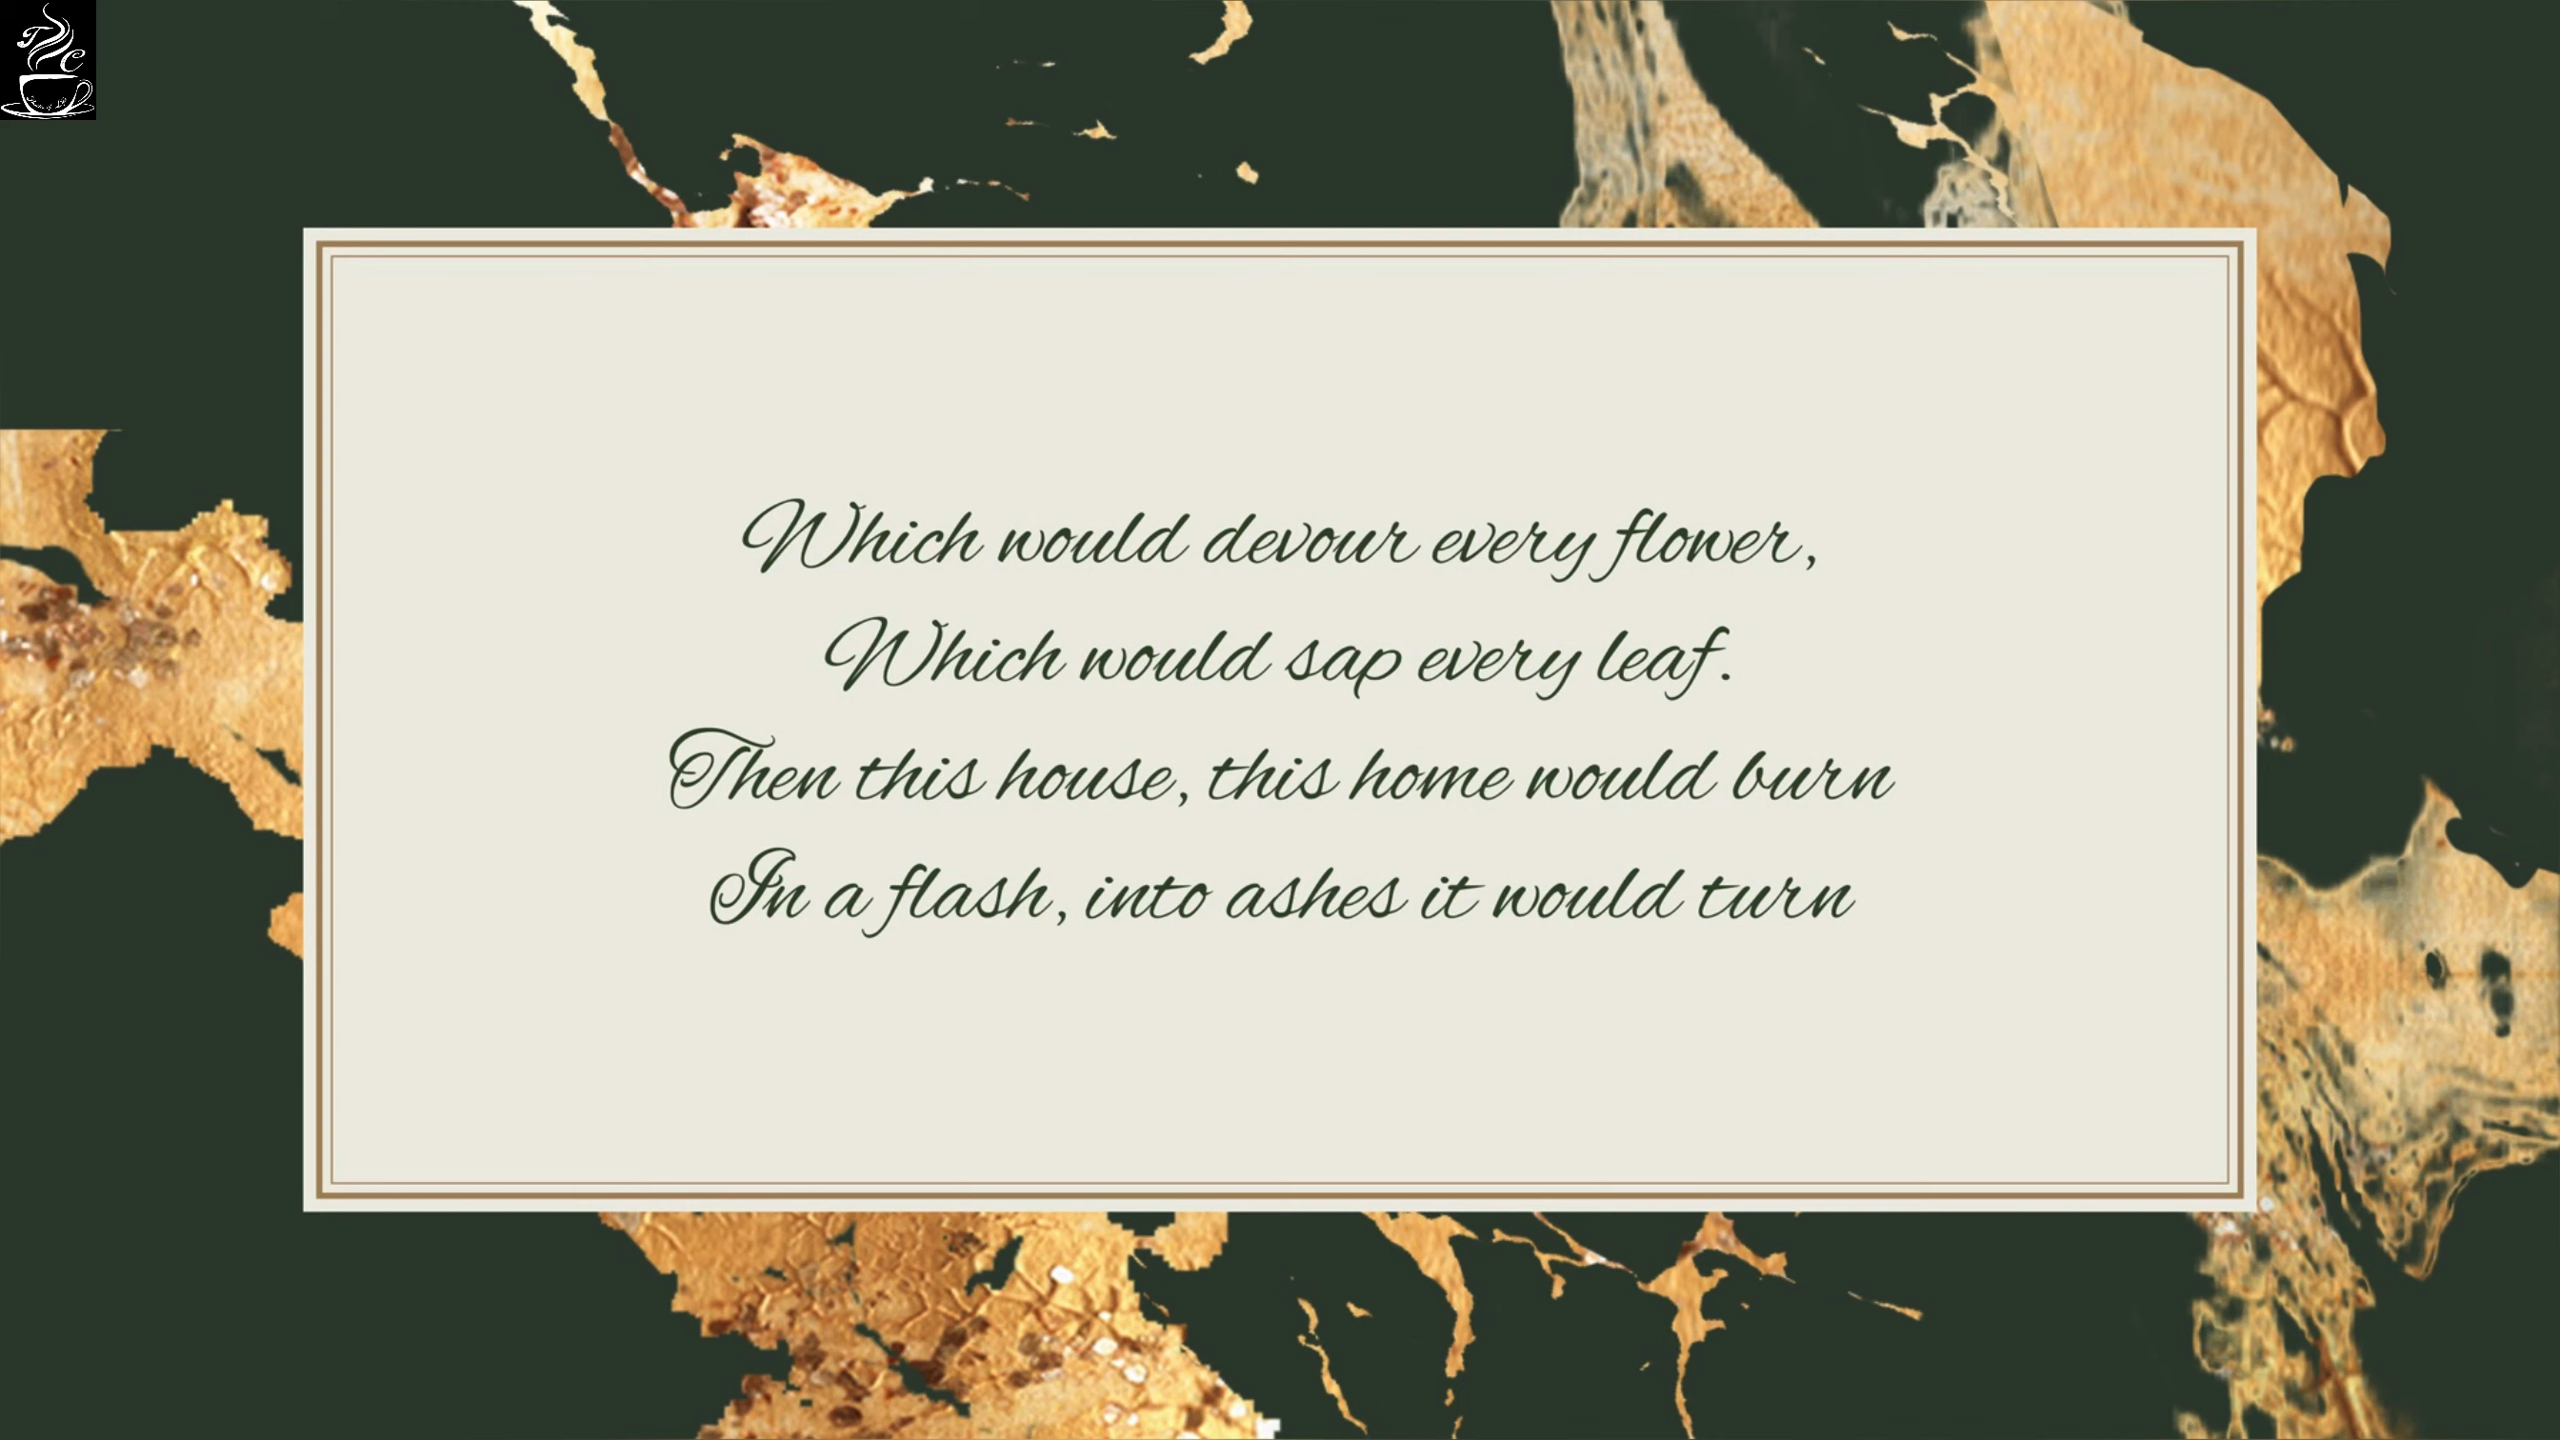 T
C
Which would devour every flower,
Which would sap every leaf.
Then this house, this home would burn
In a flash, into ashes it would turn